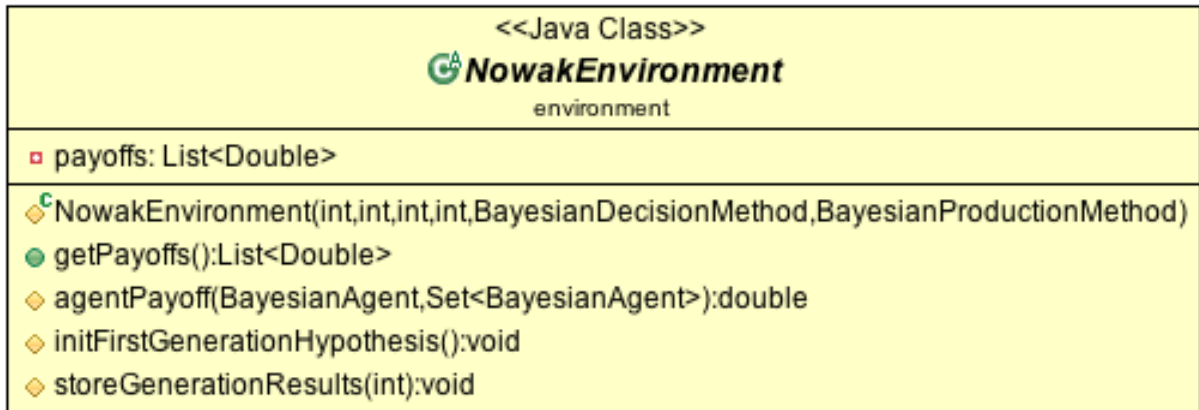 <<Java Class>>
NowakEnvironment
environment
payoffs: List<Double>
NowakEnvironment(int,int,int,int,BayesianDecisionMethod,BayesianProductionMethod)
getPayoffs():List<Double>
agentPayoff(BayesianAgent,Set<BayesianAgent>):double
initFirstGenerationHypothesis():void
storeGenerationResults(int):void